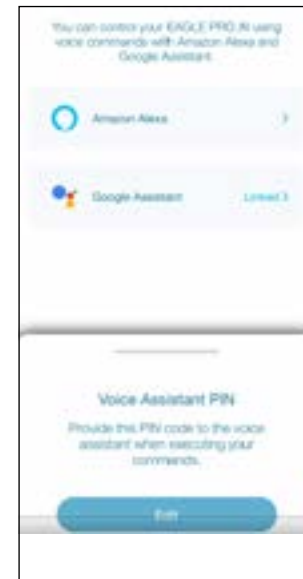 You can control your EAGLE PRO AI using
voice commands with Amazon Alexa and
Google Assistant
Amazon Alexa
Google Assistant
Linked
Voice Assistant PIN
Provide this PIN code to the voice
assistant when executing your
commands.
Edit